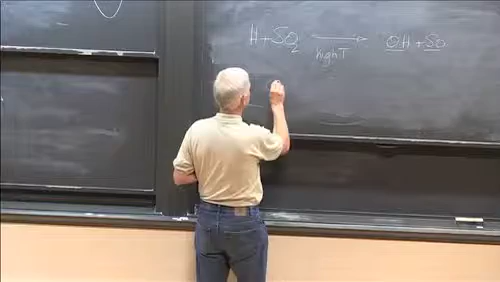 H + SO₂ ⟶ OH + SO
high T